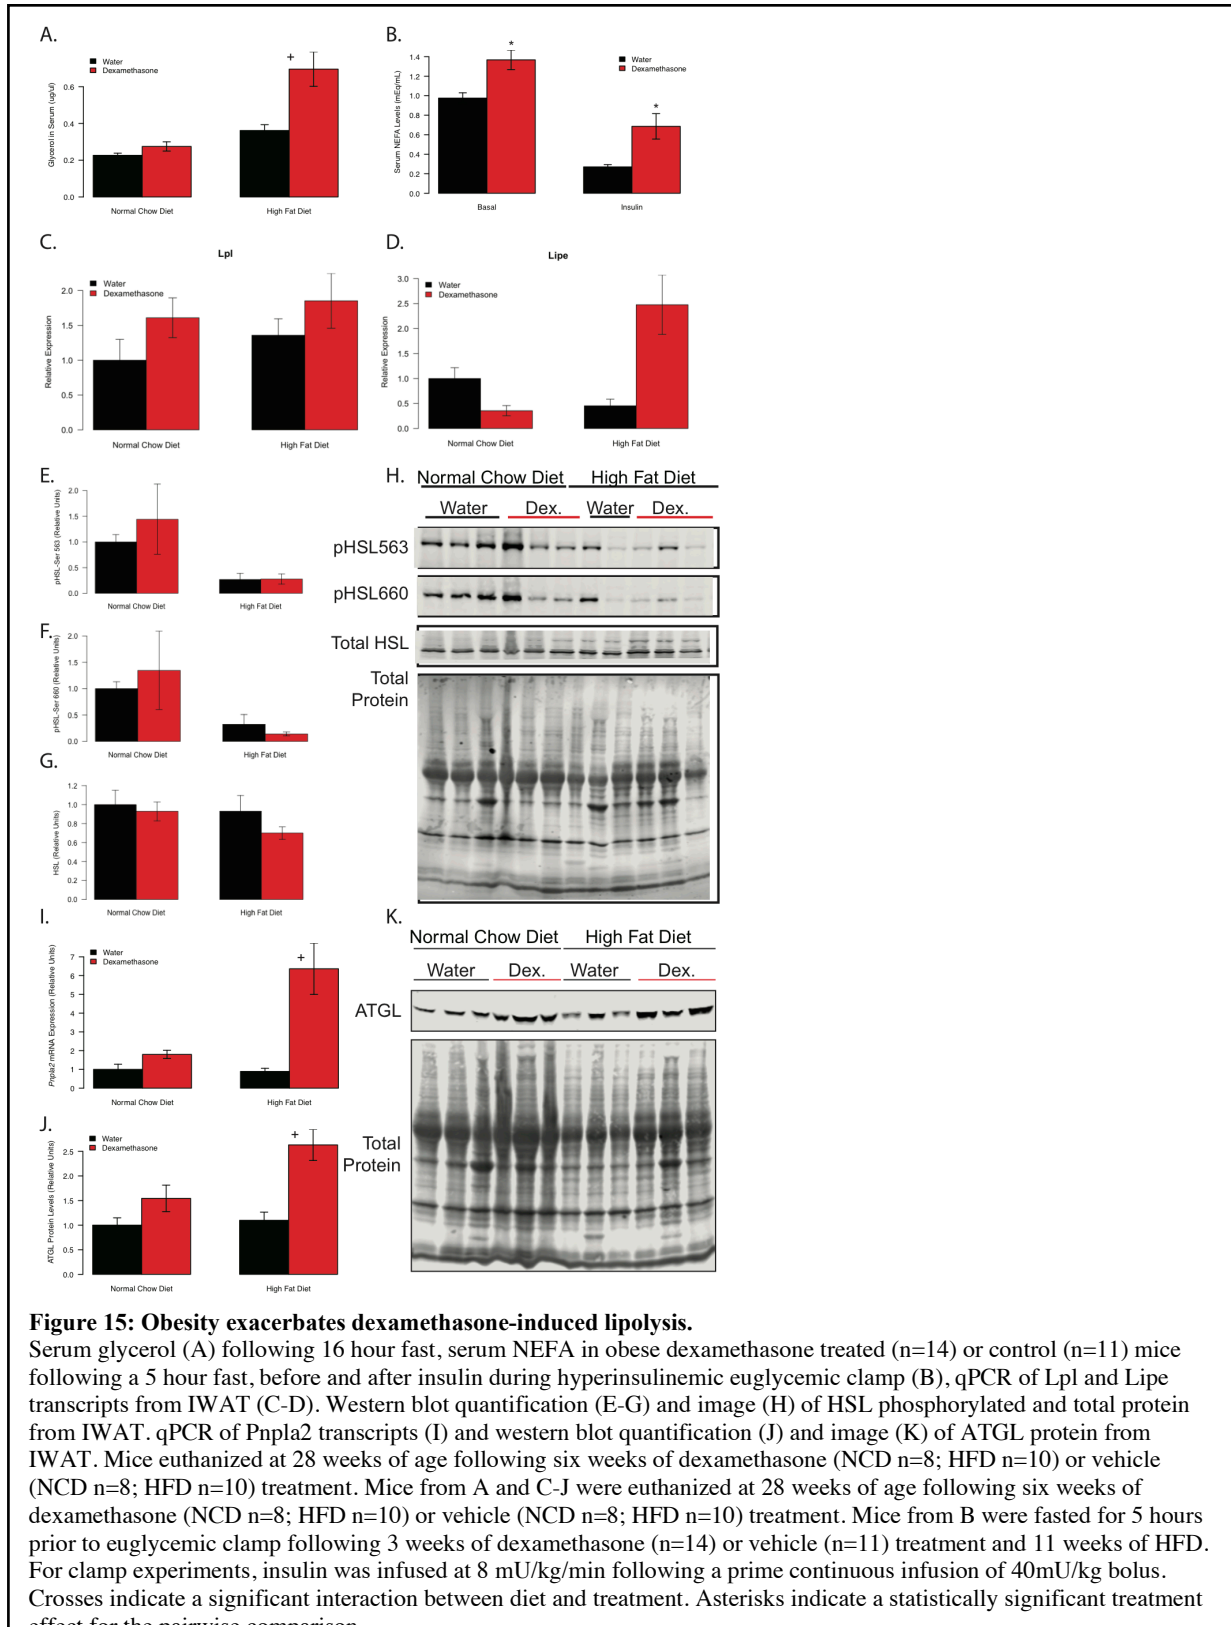 A.
Water
Dexamethasone
+
Glycerol in Serum (ug/ul)
0.6
0.4
0.2
0.0
Normal Chow Diet
High Fat Diet
B.
Water
Dexamethasone
*
*
Serum NEFA Levels (mEq/mL)
1.4
1.2
1.0
0.8
0.6
0.4
0.2
0.0
Basal
Insulin
C.
Lpl
Water
Dexamethasone
Relative Expression
2.0
1.5
1.0
0.5
0.0
Normal Chow Diet
High Fat Diet
D.
Lipe
Water
Dexamethasone
Relative Expression
3.0
2.5
2.0
1.5
1.0
0.5
0.0
Normal Chow Diet
High Fat Diet
E.
pHSL-Ser 563 (Relative Units)
2.0
1.5
1.0
0.5
0.0
Normal Chow Diet
High Fat Diet
F.
pHSL-Ser 660 (Relative Units)
2.0
1.5
1.0
0.5
0.0
Normal Chow Diet
High Fat Diet
G.
HSL (Relative Units)
1.2
1.0
0.8
0.6
0.4
0.2
0.0
Normal Chow Diet
High Fat Diet
H.
Normal Chow Diet High Fat Diet
Water Dex. Water Dex.
pHSL563
pHSL660
Total HSL
Total
Protein
I.
Water
Dexamethasone
+
Pnpla2 mRNA Expression (Relative Units)
7
6
5
4
3
2
1
0
Normal Chow Diet
High Fat Diet
J.
Water
Dexamethasone
+
ATGL Protein Levels (Relative Units)
2.5
2.0
1.5
1.0
0.5
0.0
Normal Chow Diet
High Fat Diet
K.
Normal Chow Diet High Fat Diet
Water Dex. Water Dex.
ATGL
Total
Protein
Figure 15: Obesity exacerbates dexamethasone-induced lipolysis.
Serum glycerol (A) following 16 hour fast, serum NEFA in obese dexamethasone treated (n=14) or control (n=11) mice
following a 5 hour fast, before and after insulin during hyperinsulinemic euglycemic clamp (B), qPCR of Lpl and Lipe
transcripts from IWAT (C-D). Western blot quantification (E-G) and image (H) of HSL phosphorylated and total protein
from IWAT. qPCR of Pnpla2 transcripts (I) and western blot quantification (J) and image (K) of ATGL protein from
IWAT. Mice euthanized at 28 weeks of age following six weeks of dexamethasone (NCD n=8; HFD n=10) or vehicle
(NCD n=8; HFD n=10) treatment. Mice from A and C-J were euthanized at 28 weeks of age following six weeks of
dexamethasone (NCD n=8; HFD n=10) or vehicle (NCD n=8; HFD n=10) treatment. Mice from B were fasted for 5 hours
prior to euglycemic clamp following 3 weeks of dexamethasone (n=14) or vehicle (n=11) treatment and 11 weeks of HFD.
For clamp experiments, insulin was infused at 8 mU/kg/min following a prime continuous infusion of 40mU/kg bolus.
Crosses indicate a significant interaction between diet and treatment. Asterisks indicate a statistically significant treatment
effect for the pairwise comparison